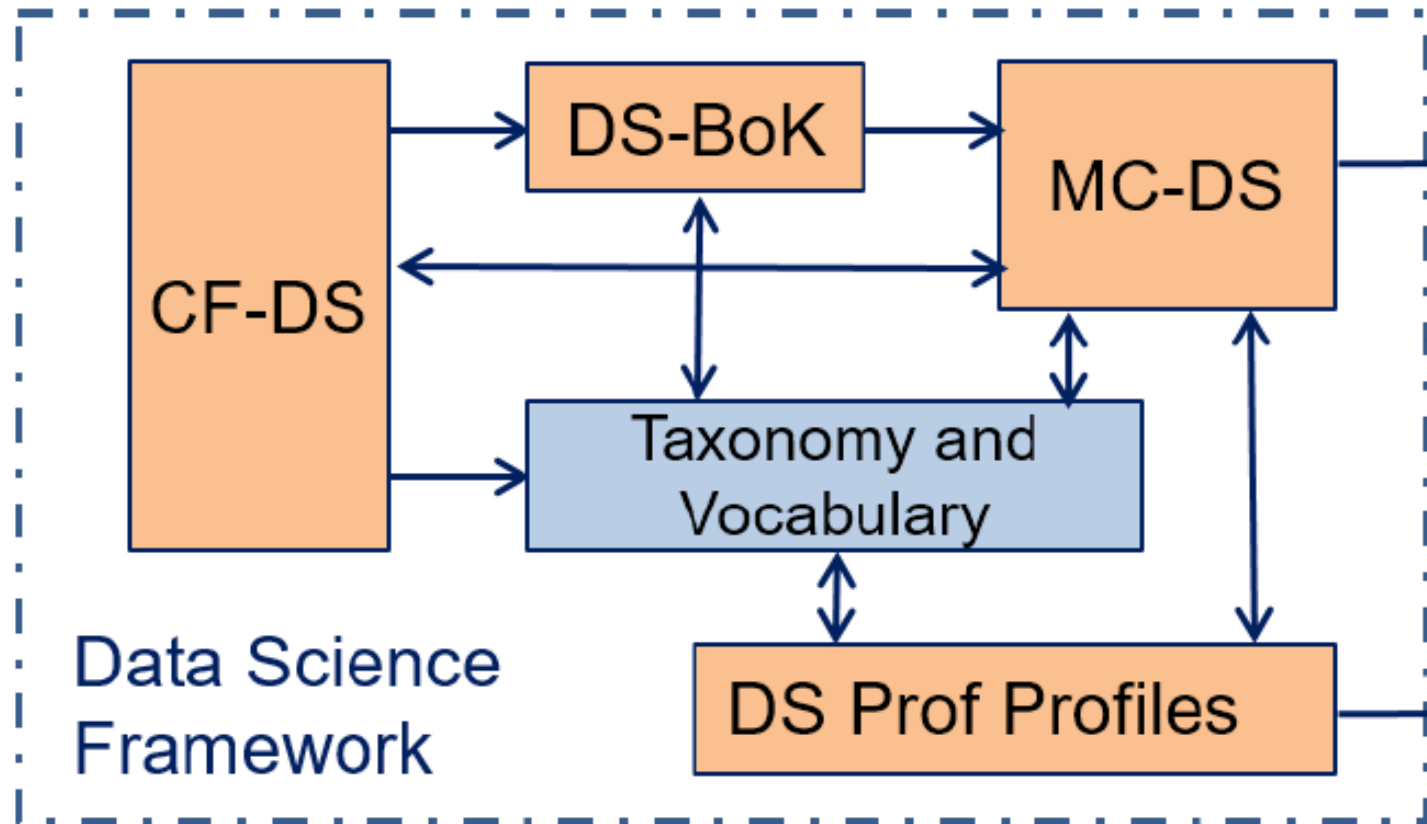 CF-DS
DS-BoK
MC-DS
Taxonomy and
Vocabulary
DS Prof Profiles
Data Science
Framework